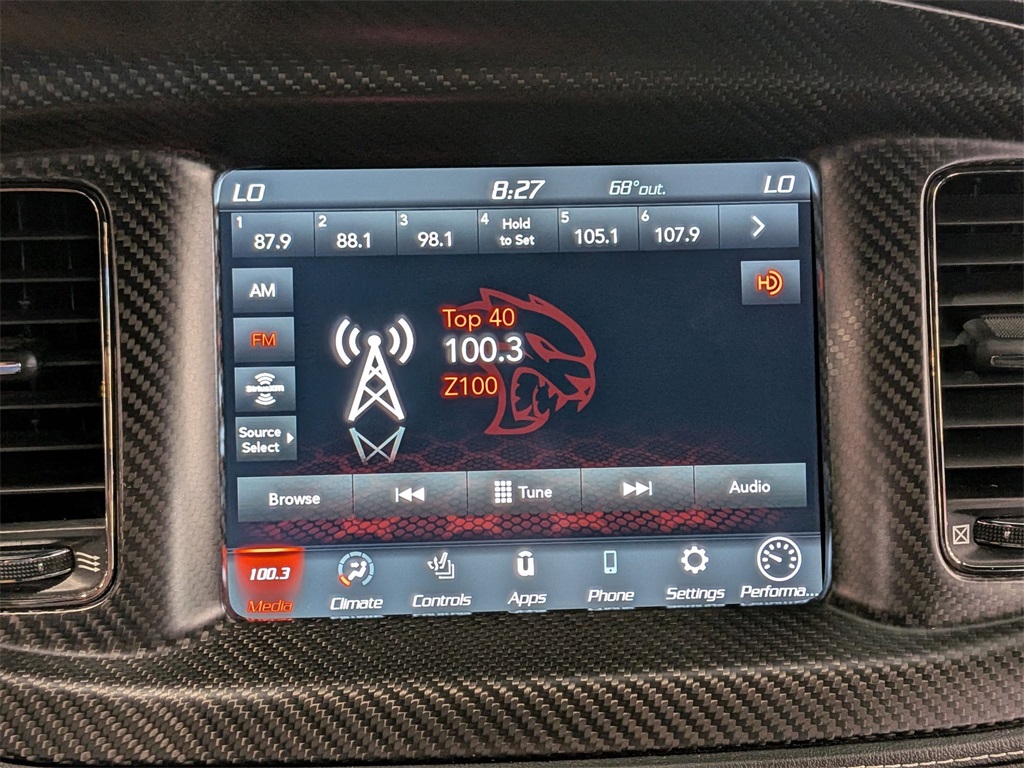 LO 8:27 68°out. LO
1 87.9 2 88.1 3 98.1 4 Hold to Set 5 105.1 6 107.9
AM
HD
FM
Top 40
100.3
Z100
SiriusXM
Source
Select
Browse Tune Audio
100.3
Media Climate Controls Apps Phone Settings Performa...